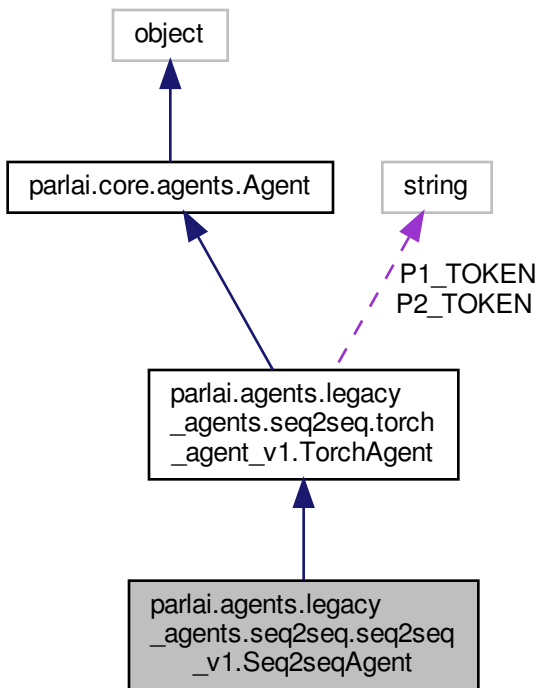 object
parlai.core.agents.Agent
string
P1_TOKEN
P2_TOKEN
parlai.agents.legacy
_agents.seq2seq.torch
_agent_v1.TorchAgent
parlai.agents.legacy
_agents.seq2seq.seq2seq
_v1.Seq2seqAgent